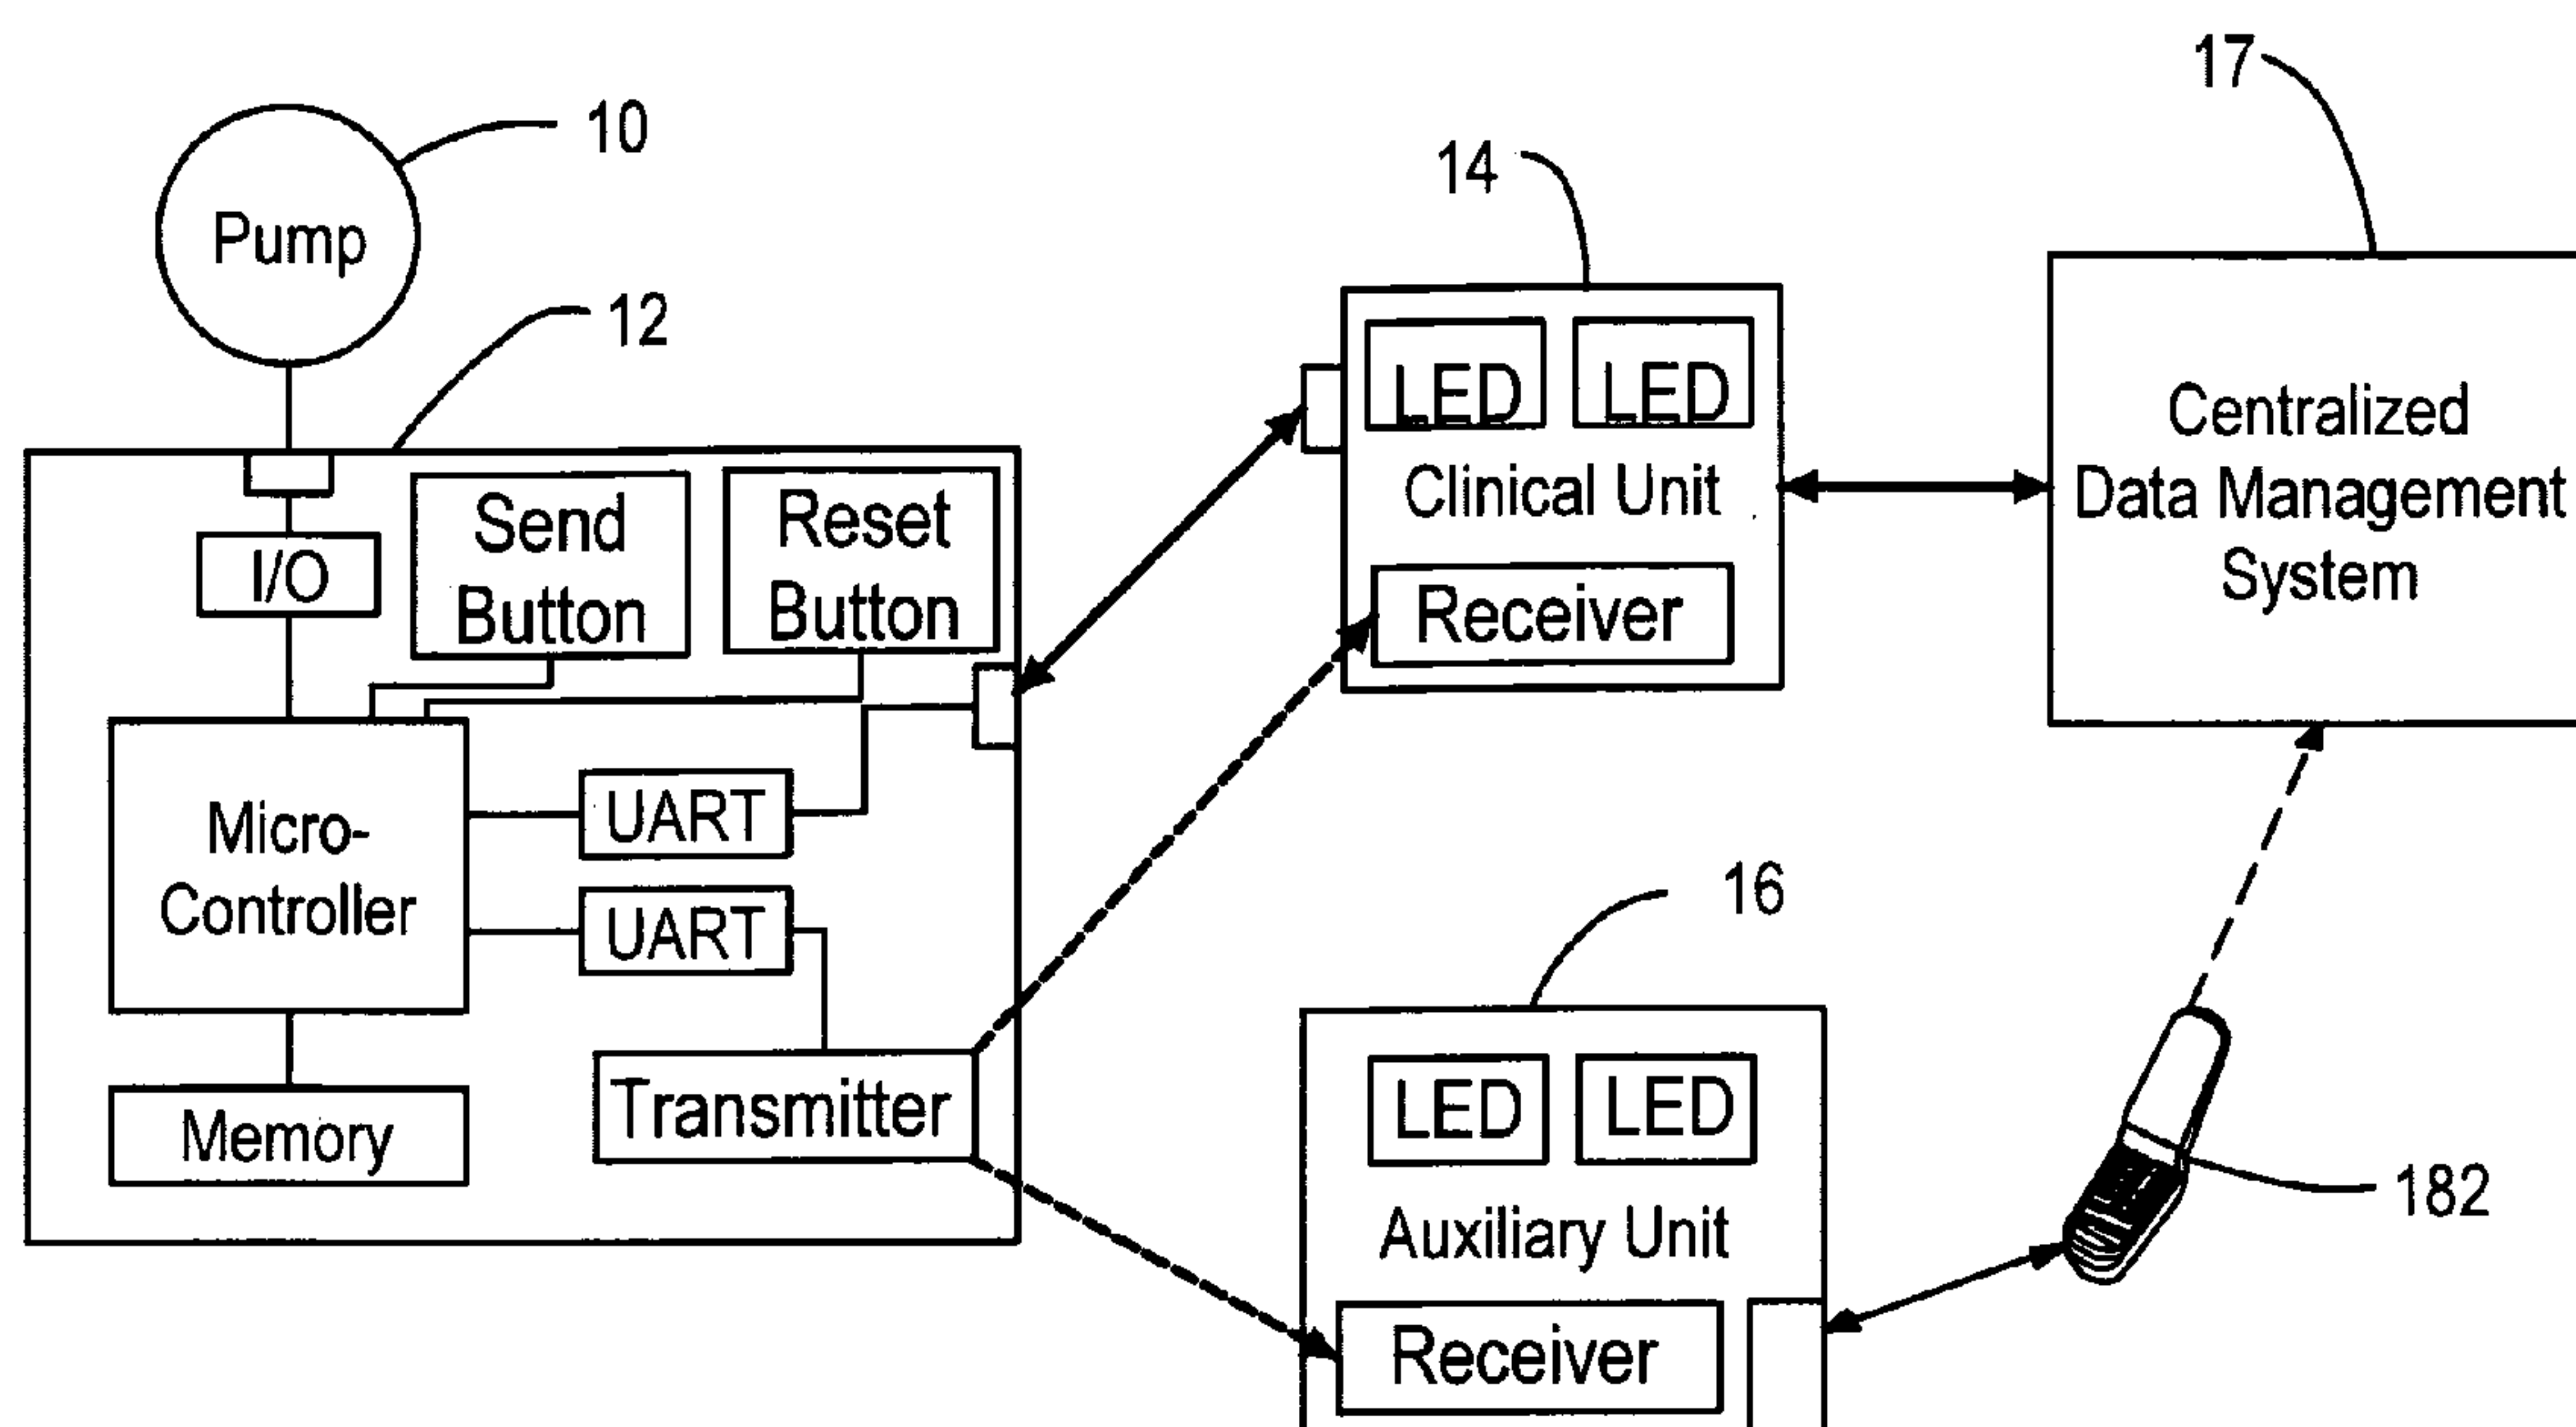 17
10
14
Pump
12
LED
LED
Centralized
Data Management
System
Clinical Unit
Send
Button
Reset
Button
I/O
Receiver
Micro-
Controller
UART
UART
16
Transmitter
LED
LED
Memory
182
Auxiliary Unit
Receiver